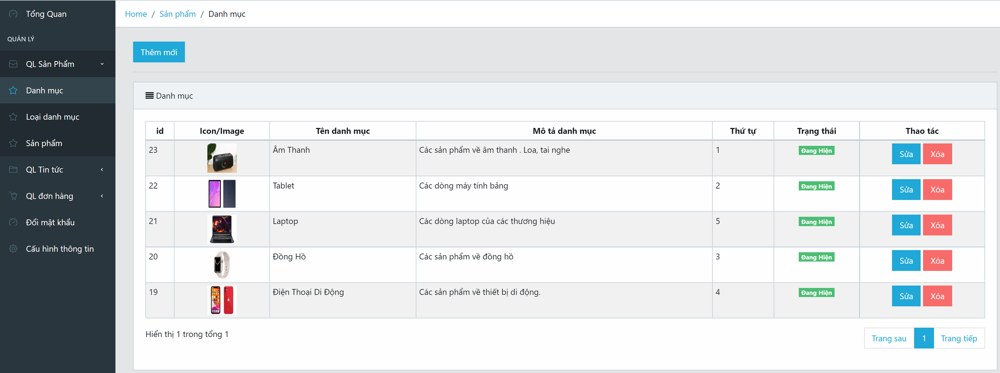 Tổng Quan
QUẢN LÝ
QL Sản Phẩm
Danh mục
Loại danh mục
Sản phẩm
QL Tin tức
QL đơn hàng
Đổi mật khẩu
Cấu hình thông tin
Home / Sản phẩm / Danh mục
Thêm mới
Danh mục
id Icon/Image Tên danh mục Mô tả danh mục Thứ tự Trạng thái Thao tác
23 Âm Thanh Các sản phẩm về âm thanh . Loa, tai nghe 1 Đang Hiện Sửa Xóa
22 Tablet Các dòng máy tính bảng 2 Đang Hiện Sửa Xóa
21 Laptop Các dòng laptop của các thương hiệu 5 Đang Hiện Sửa Xóa
20 Đồng Hồ Các sản phẩm về đồng hồ 3 Đang Hiện Sửa Xóa
19 Điện Thoại Di Động Các sản phẩm về thiết bị di động. 4 Đang Hiện Sửa Xóa
Hiển thị 1 trong tổng 1
Trang sau 1 Trang tiếp